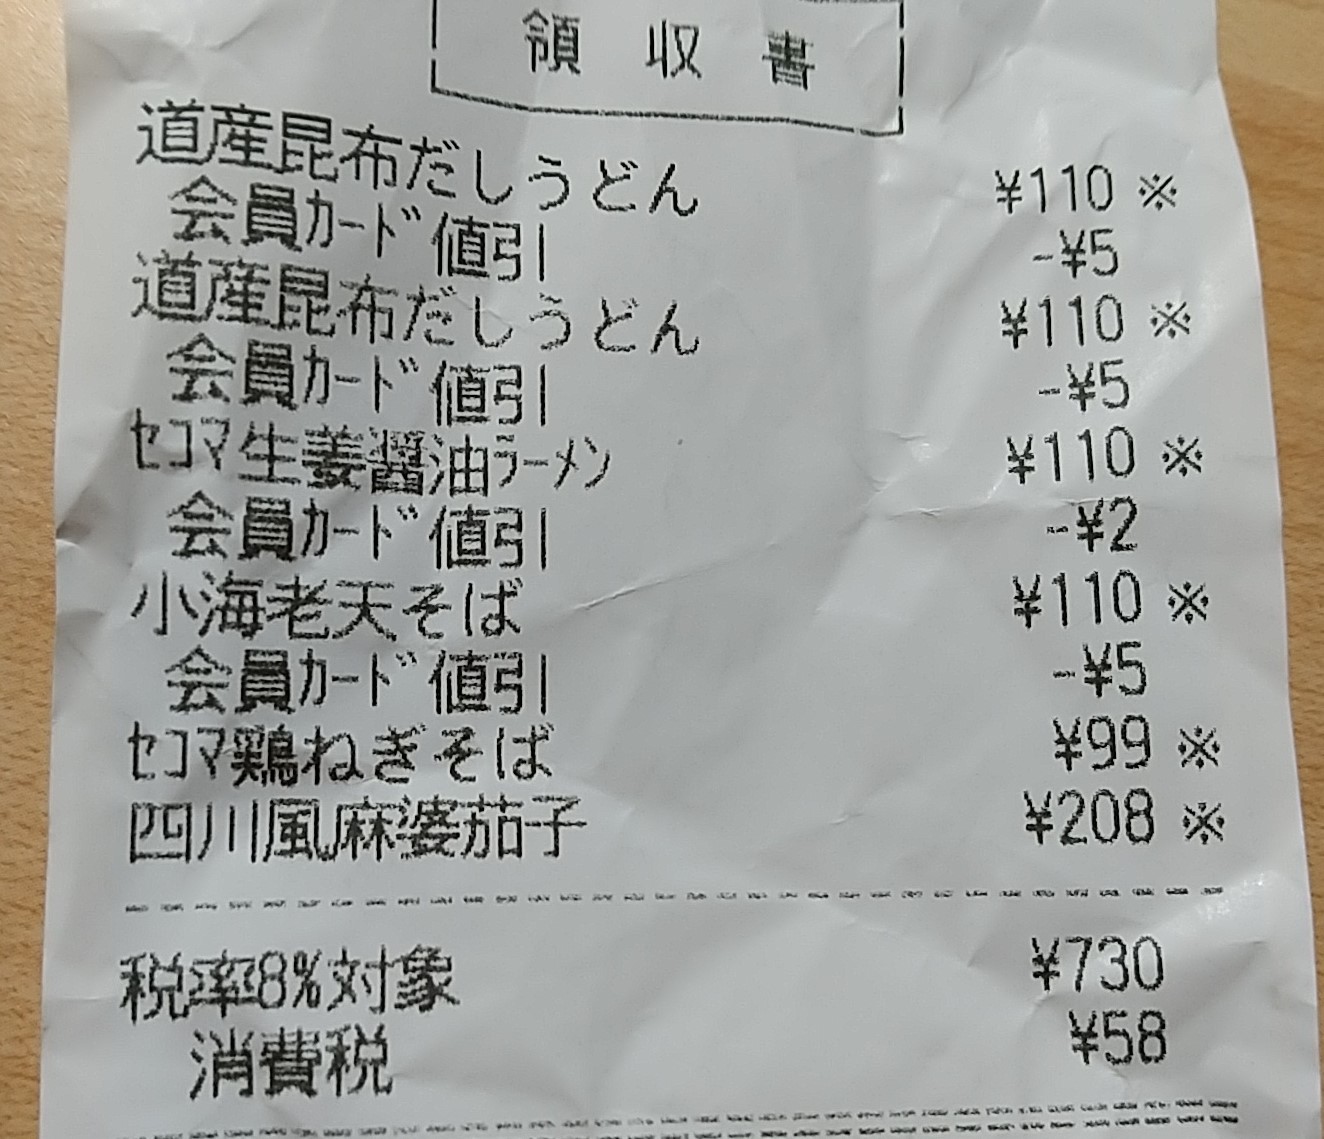 領収書
道産昆布だしうどん ¥110 ※
会員カード値引 -¥5
道産昆布だしうどん ¥110 ※
会員カード値引 -¥5
セコマ生姜醤油ラーメン ¥110 ※
会員カード値引 -¥2
小海老天そば ¥110 ※
会員カード値引 -¥5
セコマ鶏ねぎそば ¥99 ※
四川風麻婆茄子 ¥208 ※
税率8%対象 ¥730
消費税 ¥58